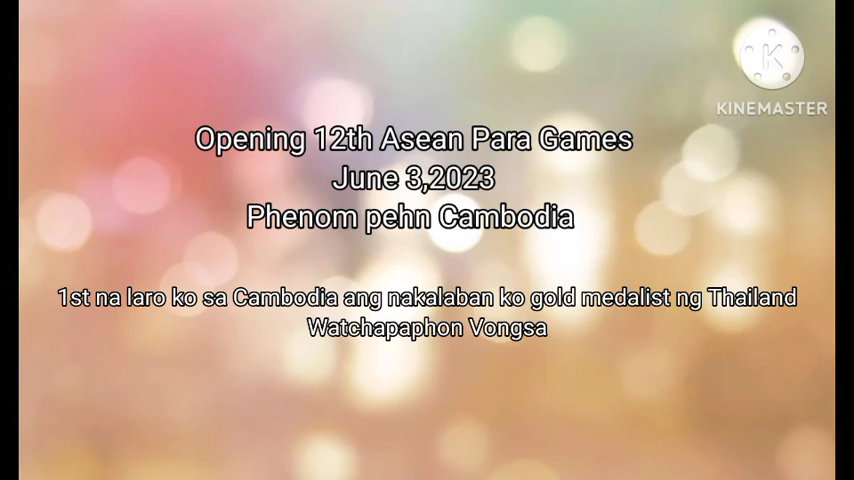 KINEMASTER
Opening 12th Asean Para Games
June 3,2023
Phenom pehn Cambodia
1st na laro ko sa Cambodia ang nakalaban ko gold medalist ng Thailand
Watchapaphon Vongsa